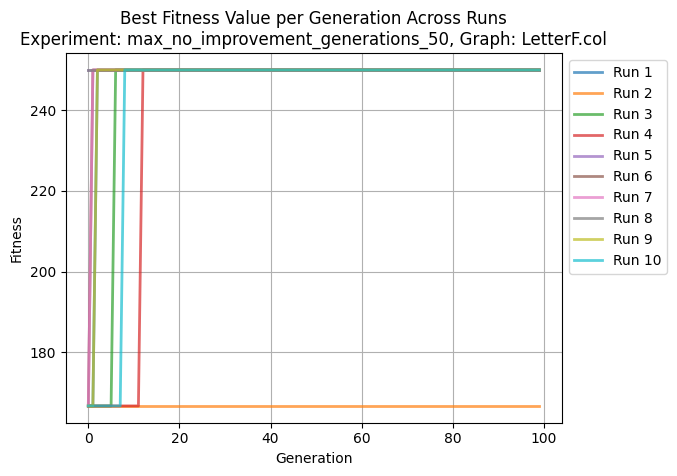 Best Fitness Value per Generation Across Runs
Experiment: max_no_improvement_generations_50, Graph: LetterF.col
Fitness
240
220
200
180
0
20
40
60
80
100
Generation
Run 1
Run 2
Run 3
Run 4
Run 5
Run 6
Run 7
Run 8
Run 9
Run 10